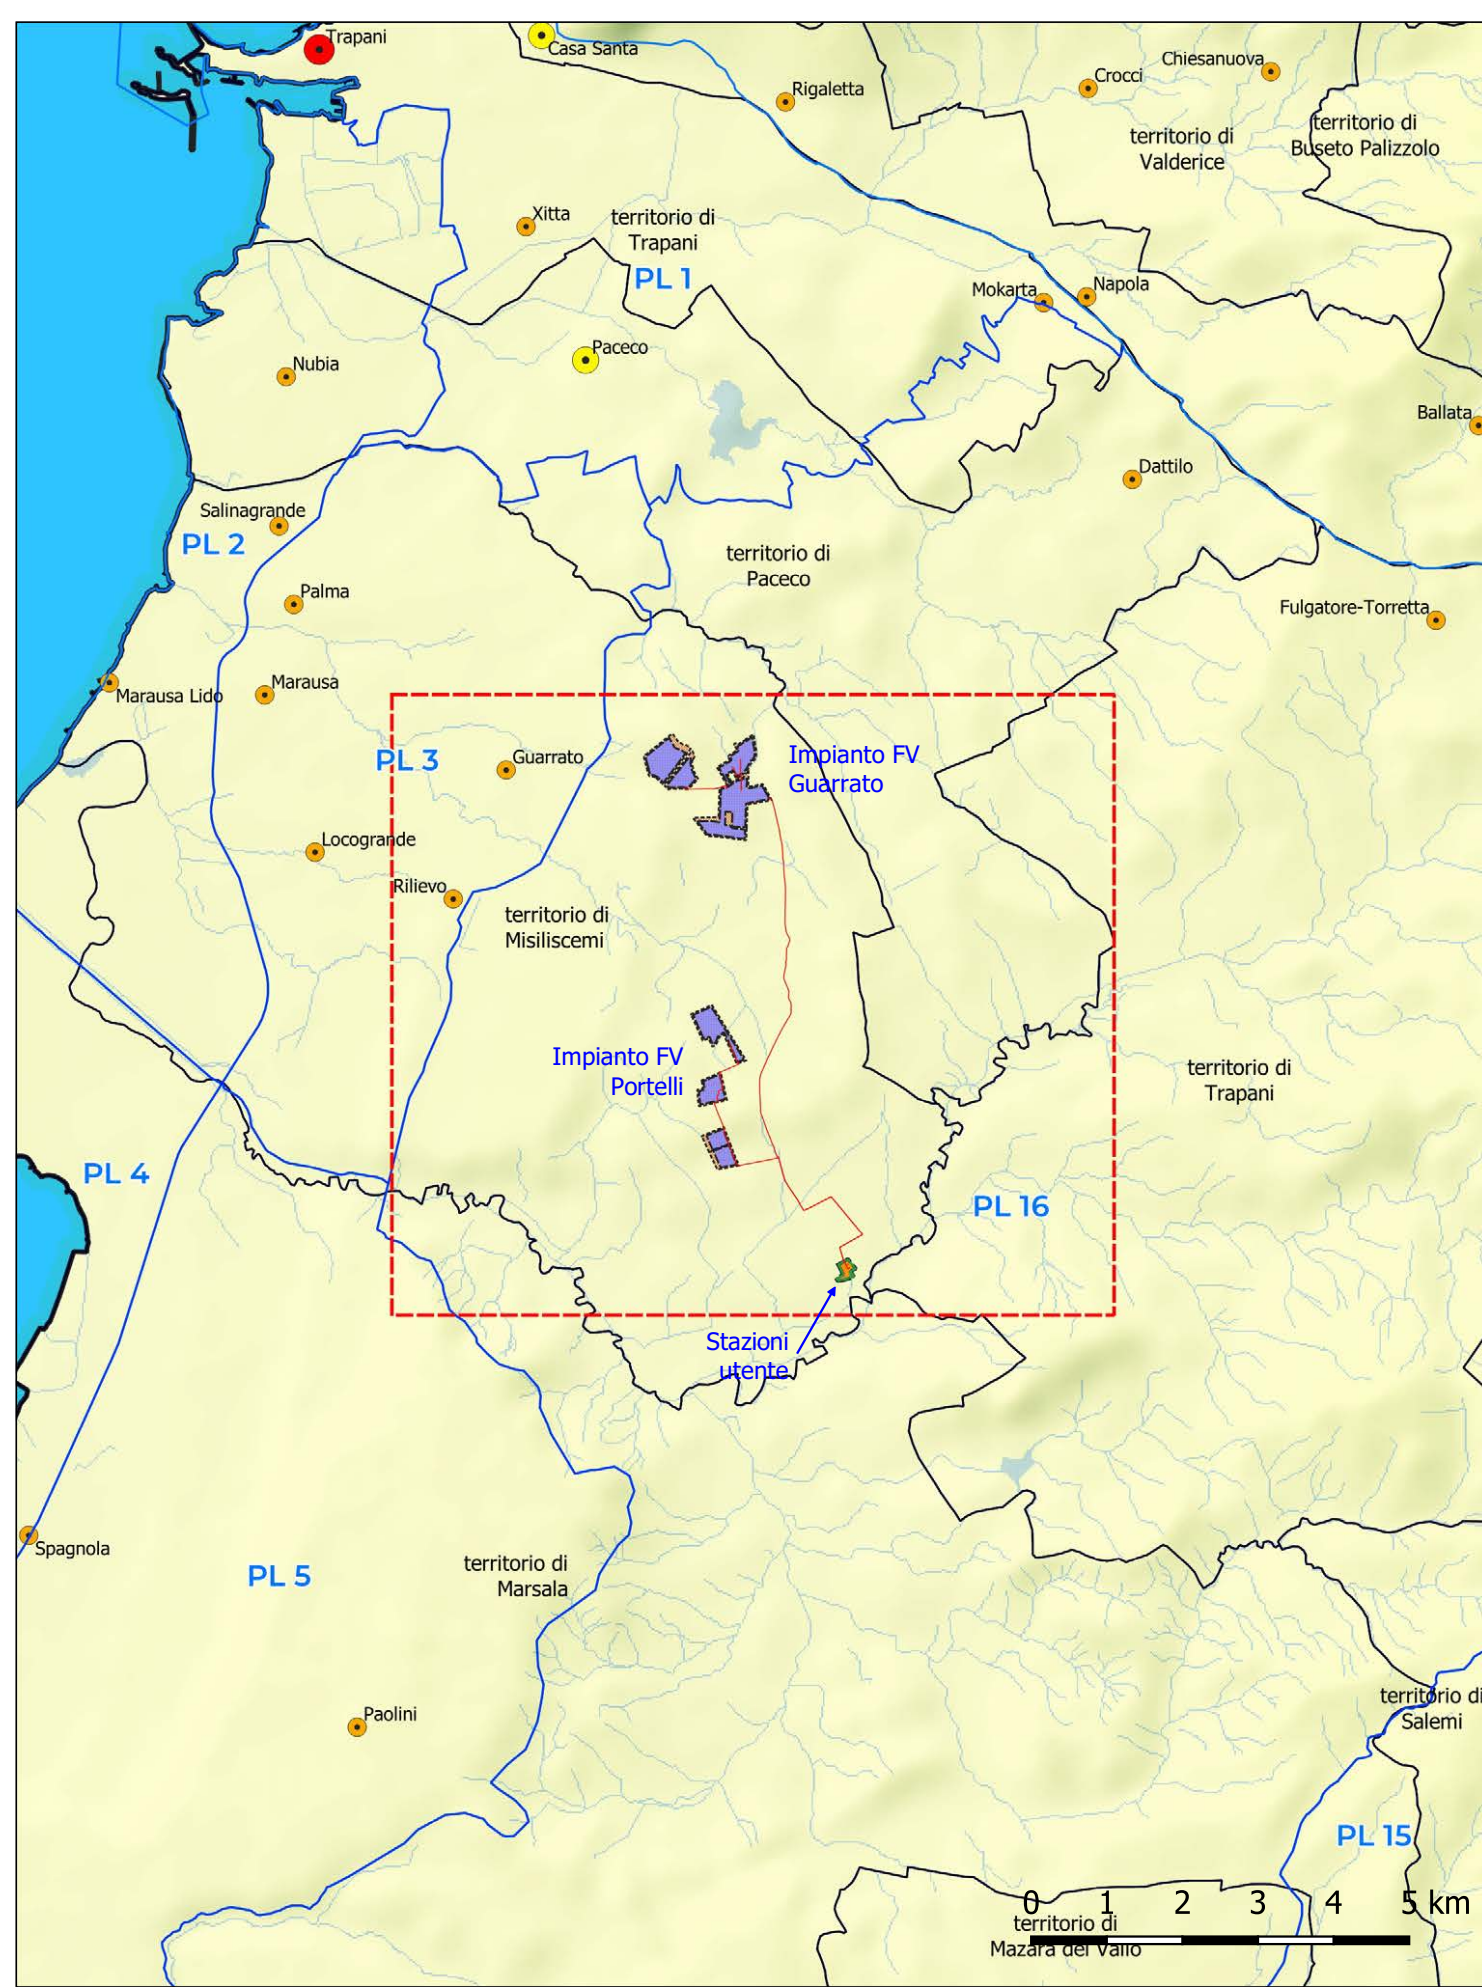 Trapani
Casa Santa
Chiesanuova
Crocci
Rigaletta
territorio di
Buseto Palizzolo
territorio di
Valderice
Xitta
territorio di
Trapani
PL 1
Mokarta
Napola
Paceco
Nubia
Ballata
Dattilo
Salinagrande
PL 2
territorio di
Paceco
Palma
Fulgatore-Torretta
Marausa Lido
Marausa
PL 3
Guarrato
Impianto FV
Guarrato
Locogrande
Rilievo
territorio di
Misiliscemi
Impianto FV
Portelli
territorio di
Trapani
PL 4
PL 16
Stazioni
utente
Spagnola
PL 5
territorio di
Marsala
territorio di
Salemi
Paolini
PL 15
0 1 2 3 4 5 km
territorio di
Mazara del Vallo